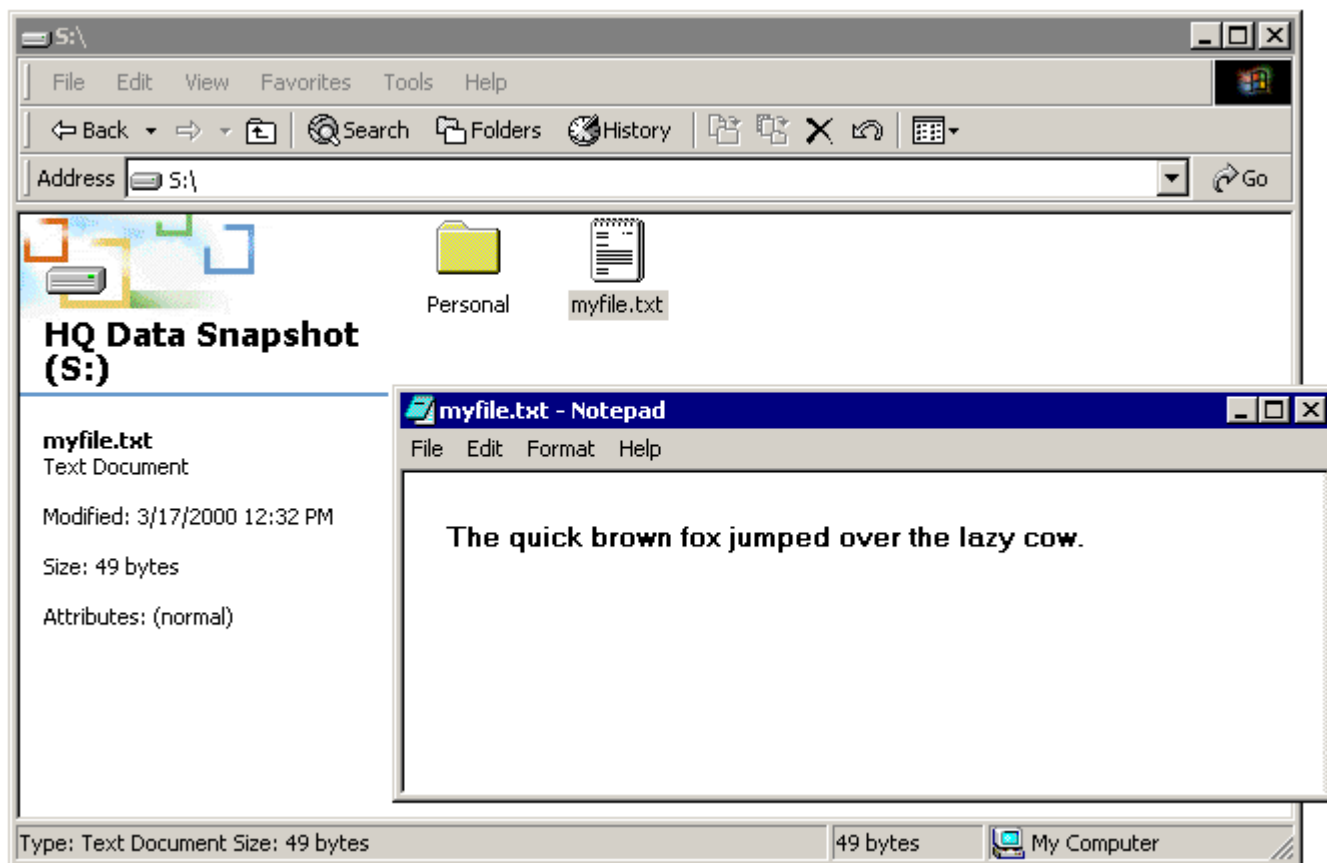 S:\
File Edit View Favorites Tools Help
Back Search Folders History
Address S:\ Go
Personal myfile.txt
HQ Data Snapshot
(S:)
myfile.txt
Text Document
Modified: 3/17/2000 12:32 PM
Size: 49 bytes
Attributes: (normal)
myfile.txt - Notepad
File Edit Format Help
The quick brown fox jumped over the lazy cow.
Type: Text Document Size: 49 bytes 49 bytes My Computer